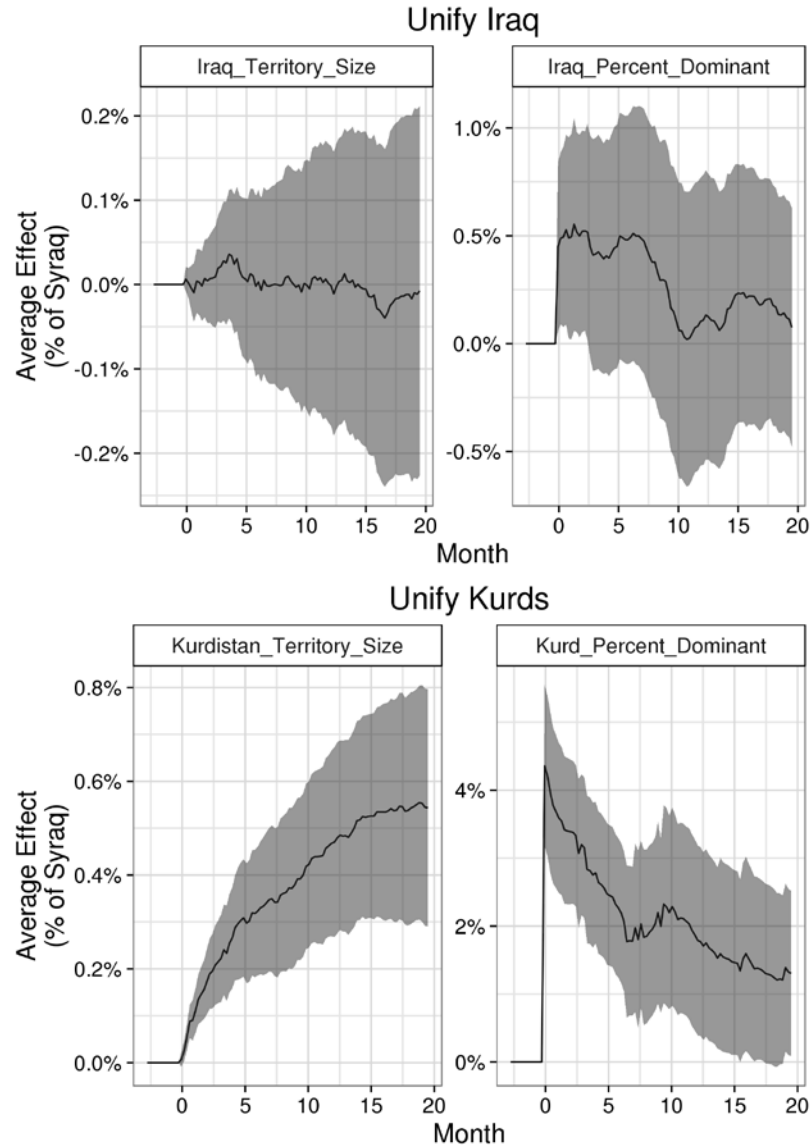 Unify Iraq
Iraq_Territory_Size
Iraq_Percent_Dominant
Average Effect
(% of Syraq)
0.2%
0.1%
0.0%
-0.1%
-0.2%
1.0%
0.5%
0.0%
-0.5%
0 5 10 15 20
0 5 10 15 20
Month
Unify Kurds
Kurdistan_Territory_Size
Kurd_Percent_Dominant
Average Effect
(% of Syraq)
0.8%
0.6%
0.4%
0.2%
0.0%
4%
2%
0%
0 5 10 15 20
0 5 10 15 20
Month